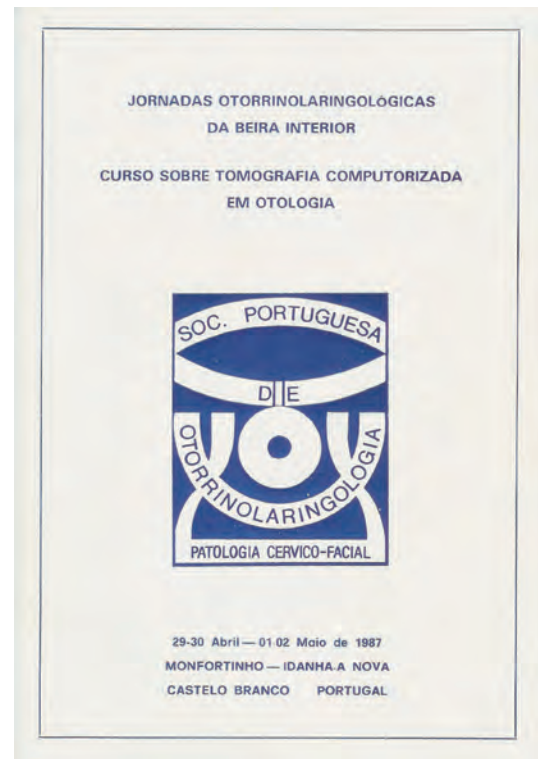 JORNADAS OTORRINOLARINGOLÓGICAS
DA BEIRA INTERIOR
CURSO SOBRE TOMOGRAFIA COMPUTORIZADA
EM OTOLOGIA
SOC. PORTUGUESA
DE
OTORRINOLARINGOLOGIA
PATOLOGIA CERVICO-FACIAL
29-30 Abril — 01-02 Maio de 1987
MONFORTINHO — IDANHA-A NOVA
CASTELO BRANCO PORTUGAL